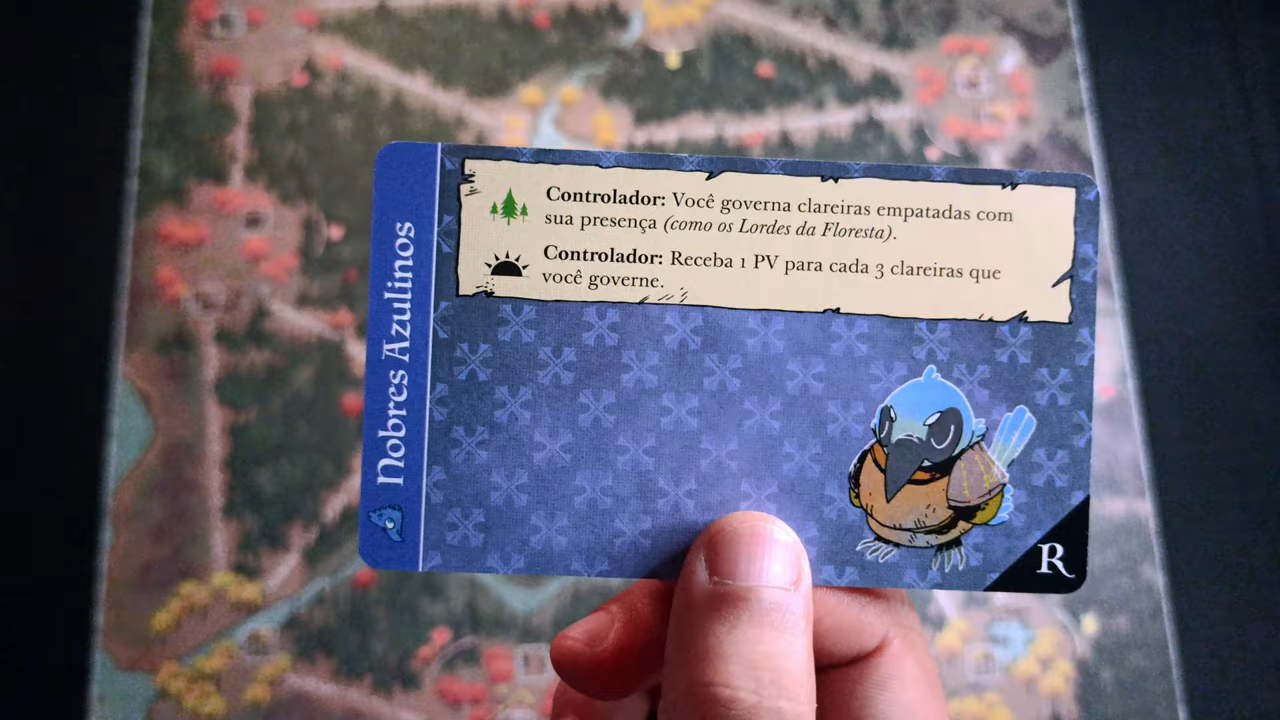 Controlador: Você governa clareiras empatadas com
sua presença (como os Lordes da Floresta).
Controlador: Receba 1 PV para cada 3 clareiras que
você governe.
Nobres Azulinos
R